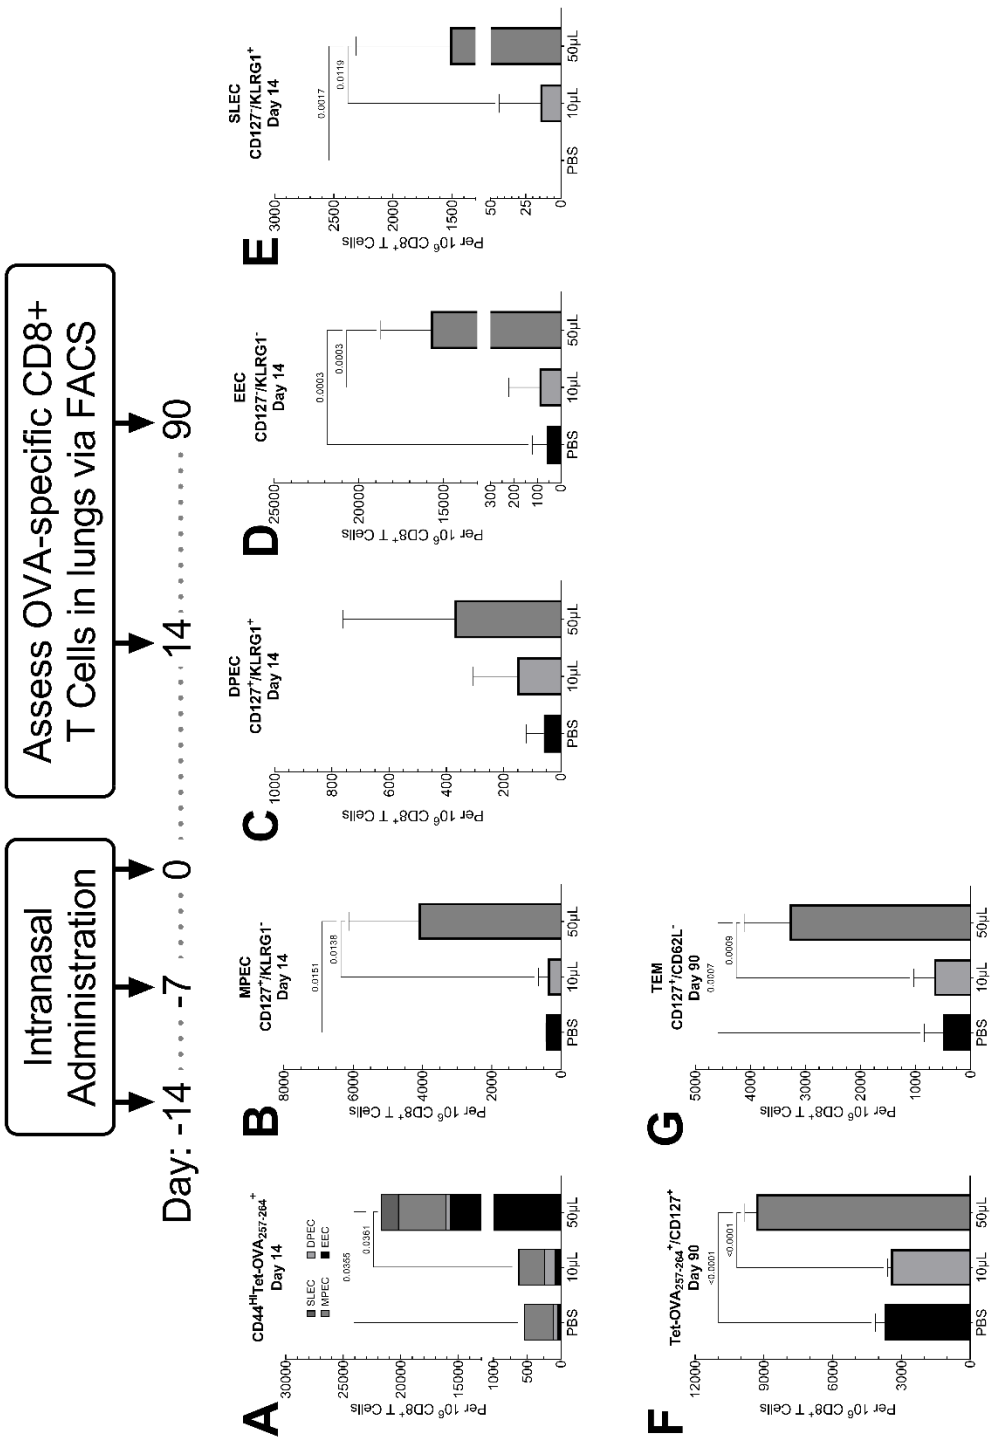 Intranasal
Administration
Assess OVA-specific CD8+
T Cells in lungs via FACS
Day: -14 -7 0 14 90
A
CD44ᴴᴵTet-OVA₂₅₇₋₂₆₄⁺
Day 14
SLEC DPEC
MPEC EEC
0.0355
0.0361
Per 10⁶ CD8⁺ T Cells
30000
25000
20000
15000
1000
500
0
PBS 10µL 50µL
B
MPEC
CD127⁺/KLRG1⁻
Day 14
0.0151
0.0138
Per 10⁶ CD8⁺ T Cells
8000
6000
4000
2000
0
PBS 10µL 50µL
C
DPEC
CD127⁺/KLRG1⁺
Day 14
Per 10⁶ CD8⁺ T Cells
1000
800
600
400
200
0
PBS 10µL 50µL
D
EEC
CD127⁻/KLRG1⁻
Day 14
0.0003
0.0003
Per 10⁶ CD8⁺ T Cells
25000
20000
15000
300
200
100
0
PBS 10µL 50µL
E
SLEC
CD127⁻/KLRG1⁺
Day 14
0.0017
0.0119
Per 10⁶ CD8⁺ T Cells
3000
2500
2000
1500
50
25
0
PBS 10µL 50µL
F
Tet-OVA₂₅₇₋₂₆₄⁺/CD127⁺
Day 90
<0.0001
<0.0001
Per 10⁶ CD8⁺ T Cells
12000
9000
6000
3000
0
PBS 10µL 50µL
G
TEM
CD127⁺/CD62L⁻
Day 90
0.0007
0.0009
Per 10⁶ CD8⁺ T Cells
5000
4000
3000
2000
1000
0
PBS 10µL 50µL